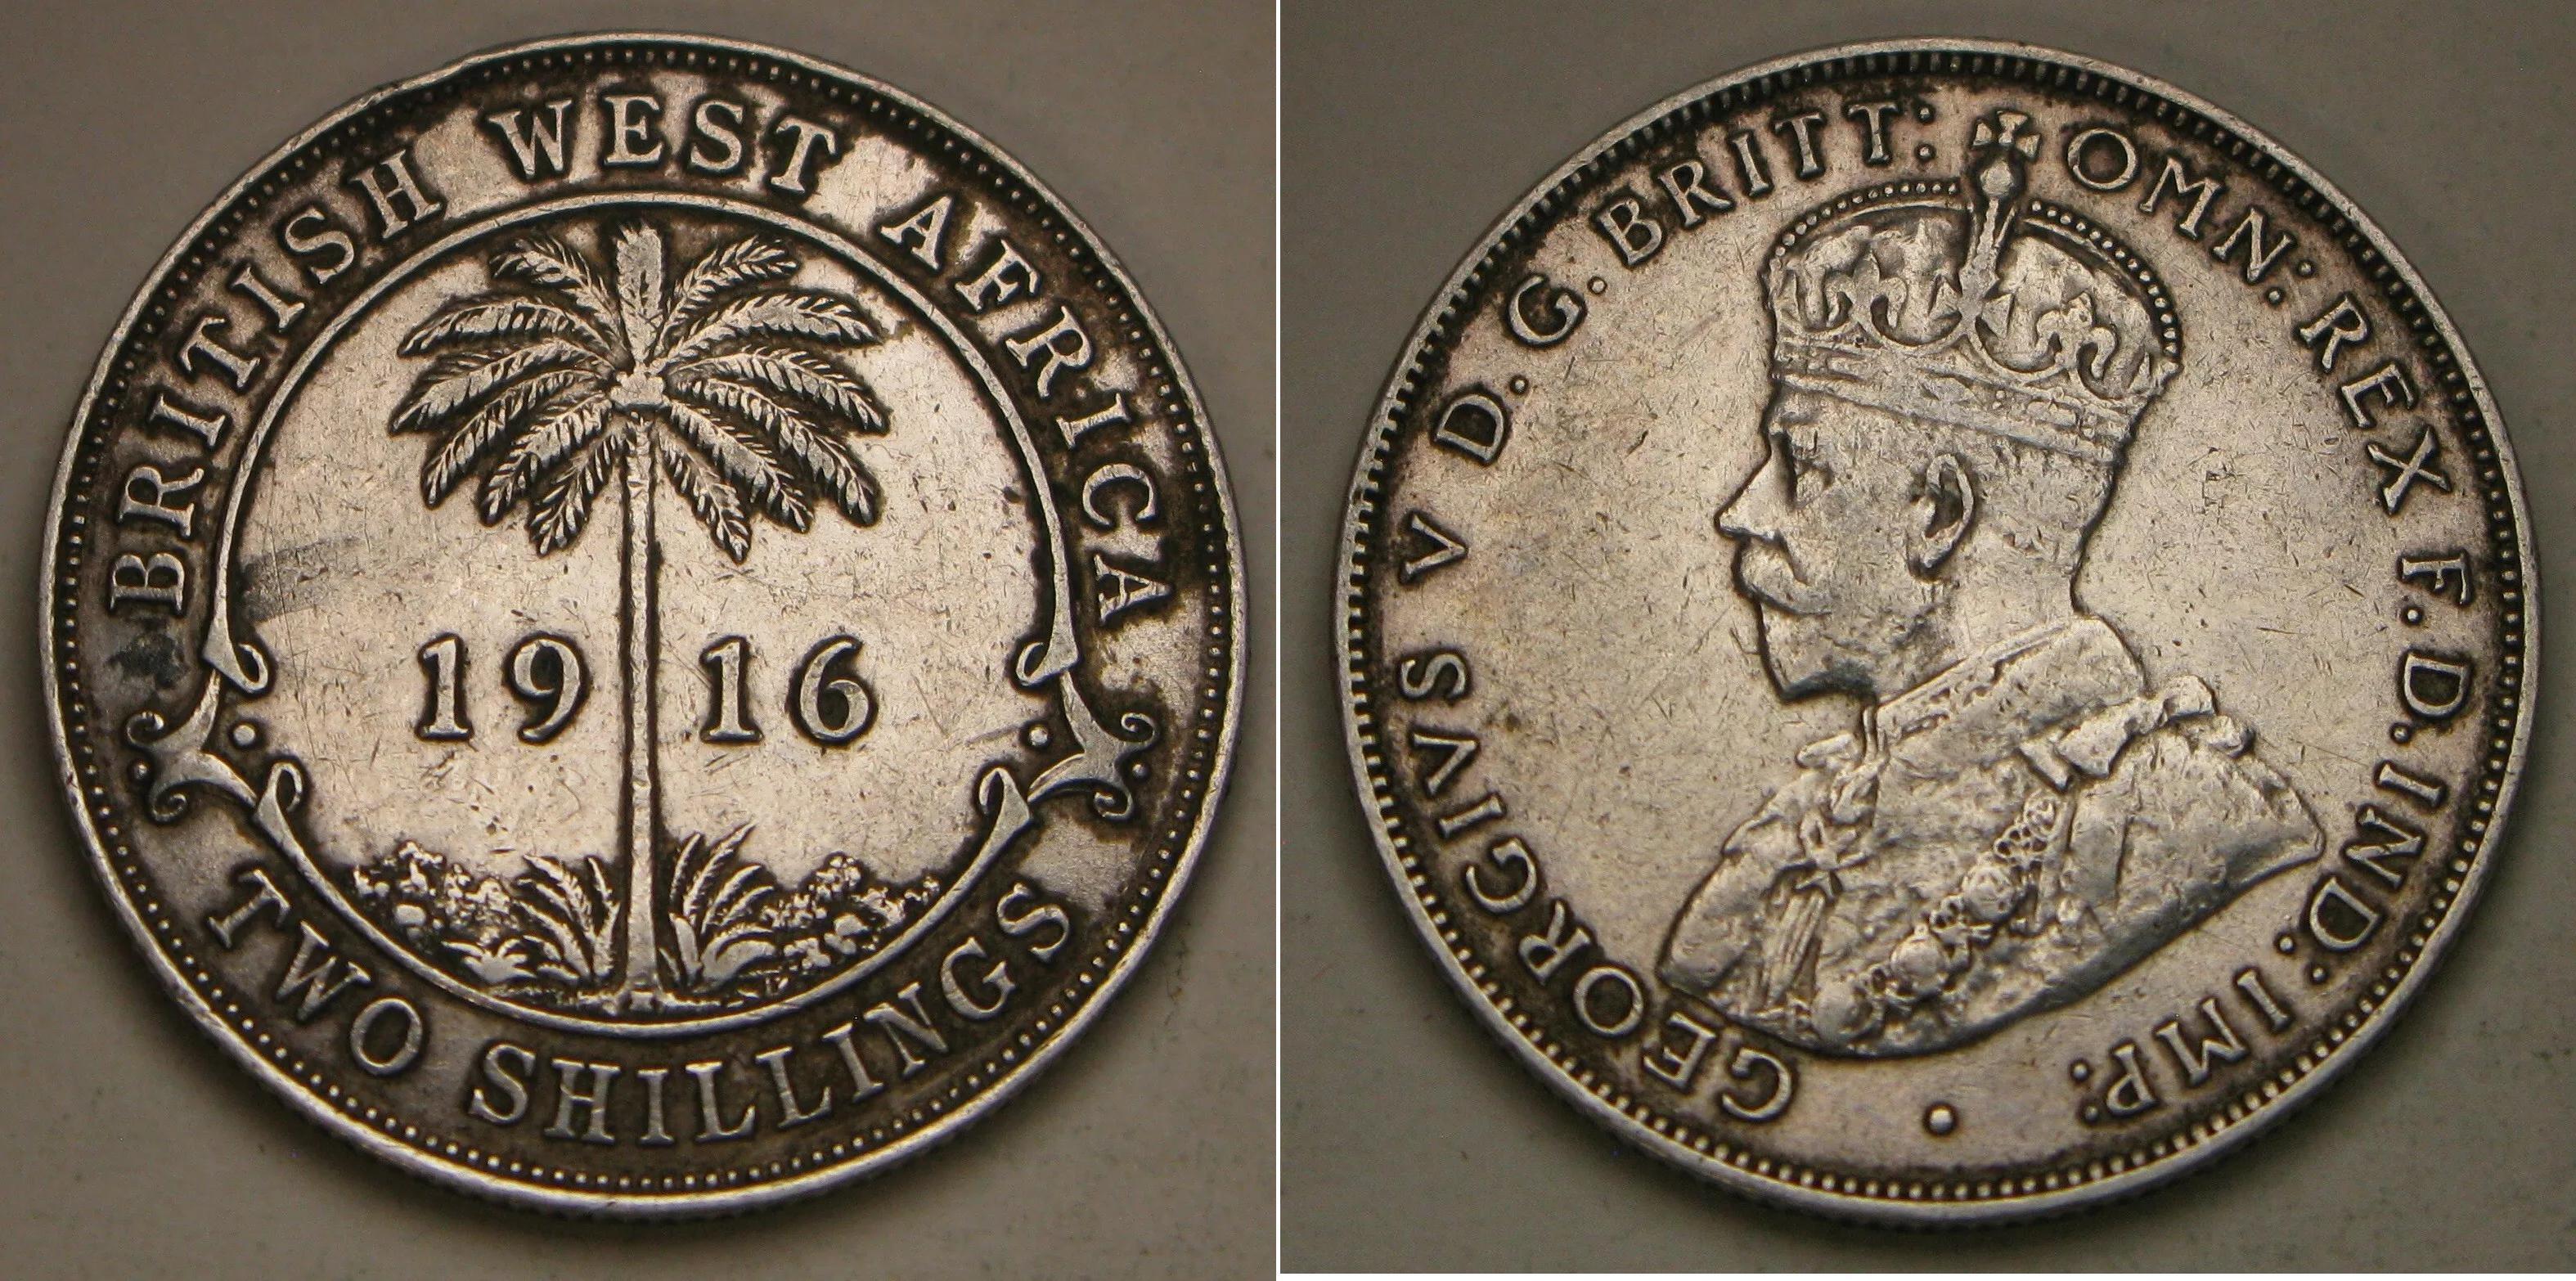 BRITISH WEST AFRICA
19 16
TWO SHILLINGS
GEORGIVS V D.G.BRITT: OMN: REX F.D.IND:IMP: